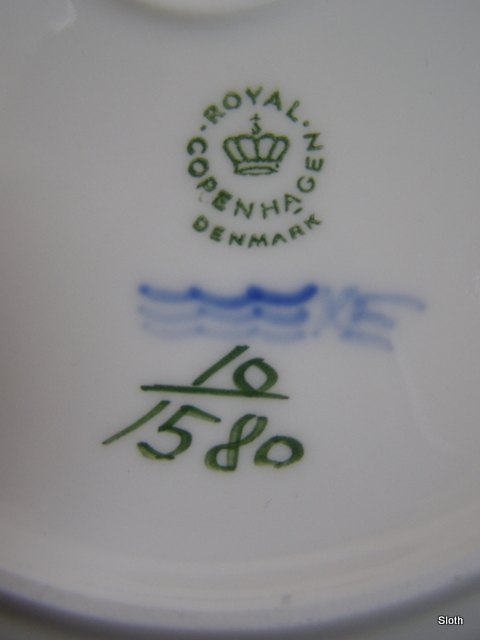 ROYAL
COPENHAGEN
DENMARK
10
1580
Sloth